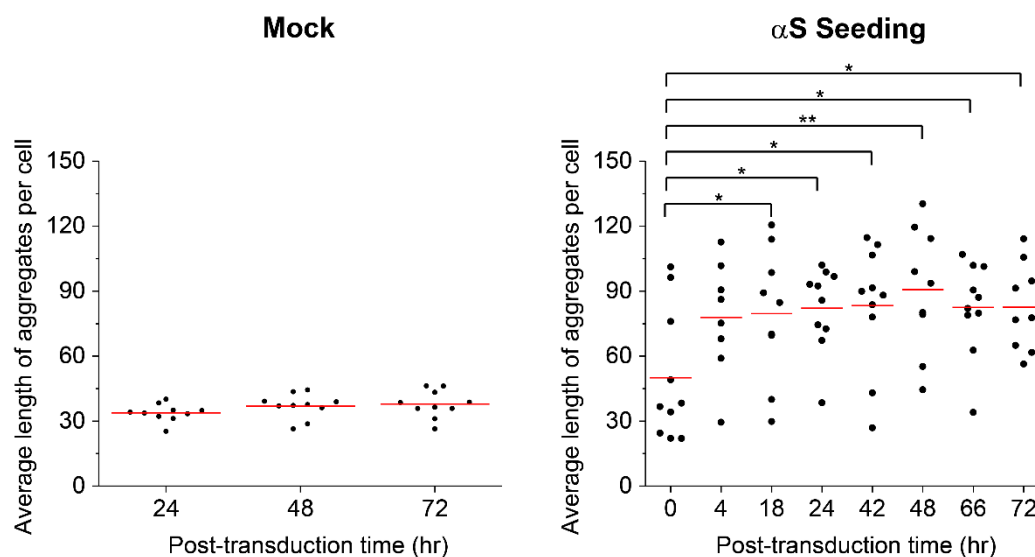 Mock
Average length of aggregates per cell
150
120
90
60
30
0
24 48 72
Post-transduction time (hr)
αS Seeding
*
*
**
*
*
*
Average length of aggregates per cell
150
120
90
60
30
0
0 4 18 24 42 48 66 72
Post-transduction time (hr)